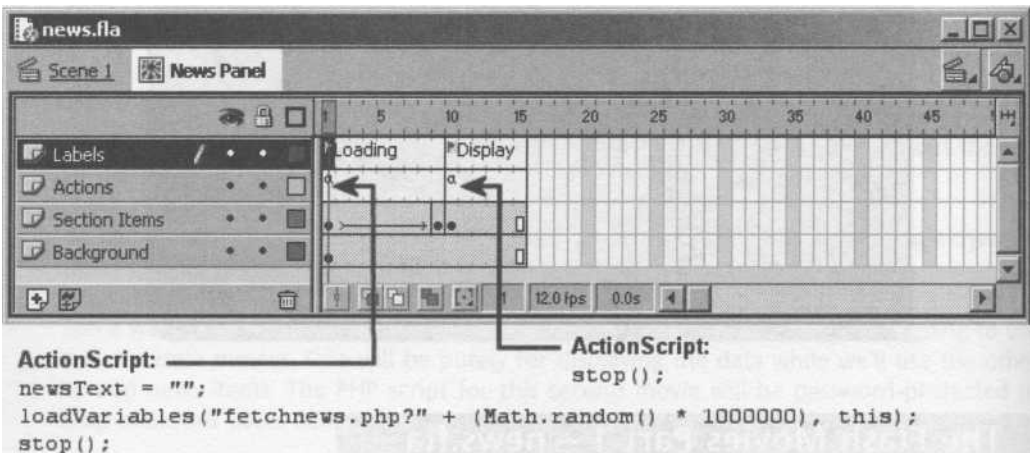 news.fla
Scene 1 News Panel
1 5 10 15 20 25 30 35 40 45
Labels Loading Display
Actions a a
Section Items
Background
1 12.0 fps 0.0s
ActionScript:
newsText = "";
loadVariables("fetchnews.php?" + (Math.random() * 1000000), this);
stop();
ActionScript:
stop();